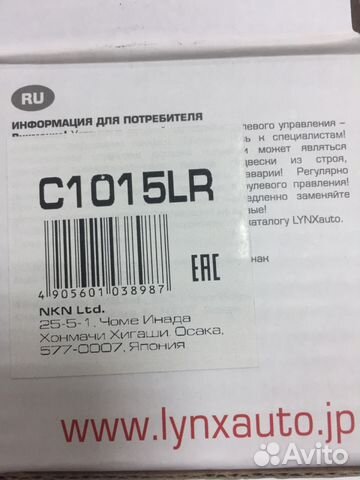 RU
ИНФОРМАЦИЯ ДЛЯ ПОТРЕБИТЕЛЯ
левого управления –
ь к специалистам!
и может являться
двески из строя,
аварии! Регулярно
рулевого правления!
едленно заменяйте
лые!
каталогу LYNXauto.
нак
C1015LR
EAC
4 905601 038987
NKN Ltd.
25-5-1, Чоме Инада
Хонмачи Хигаши, Осака,
577-0007, Япония
www.lynxauto.jp
Avito